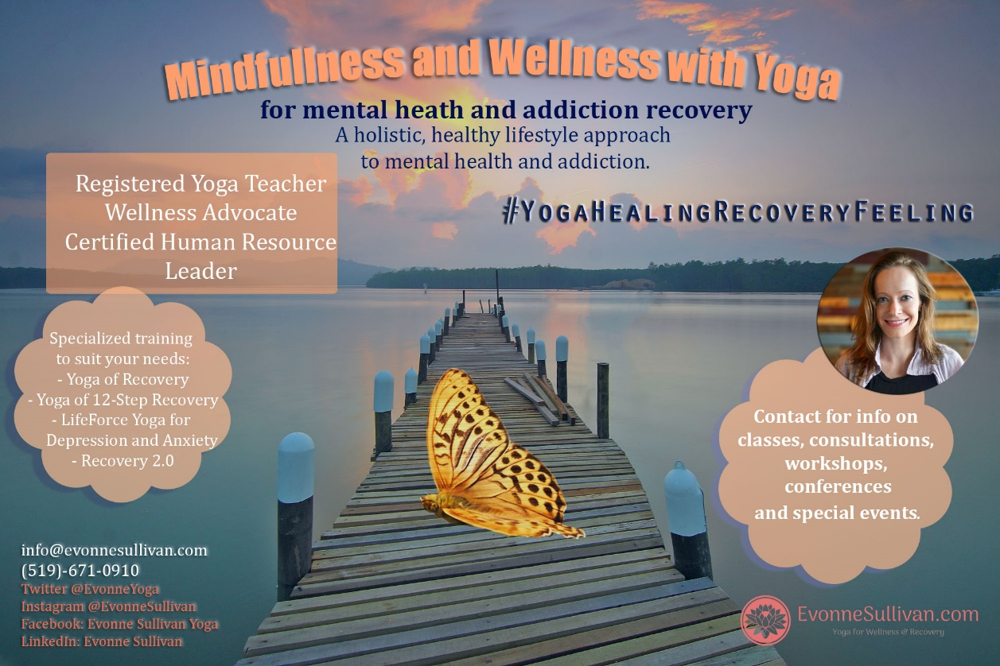 Mindfullness and Wellness with Yoga
for mental heath and addiction recovery
A holistic, healthy lifestyle approach
to mental health and addiction.
Registered Yoga Teacher
Wellness Advocate
Certified Human Resource
Leader
#YogaHealingRecoveryFeeling
Specialized training
to suit your needs:
- Yoga of Recovery
- Yoga of 12-Step Recovery
- LifeForce Yoga for
Depression and Anxiety
- Recovery 2.0
Contact for info on
classes, consultations,
workshops,
conferences
and special events.
info@evonnesullivan.com
(519)-671-0910
Twitter @EvonneYoga
Instagram @EvonneSullivan
Facebook: Evonne Sullivan Yoga
LinkedIn: Evonne Sullivan
EvonneSullivan.com
Yoga for Wellness & Recovery